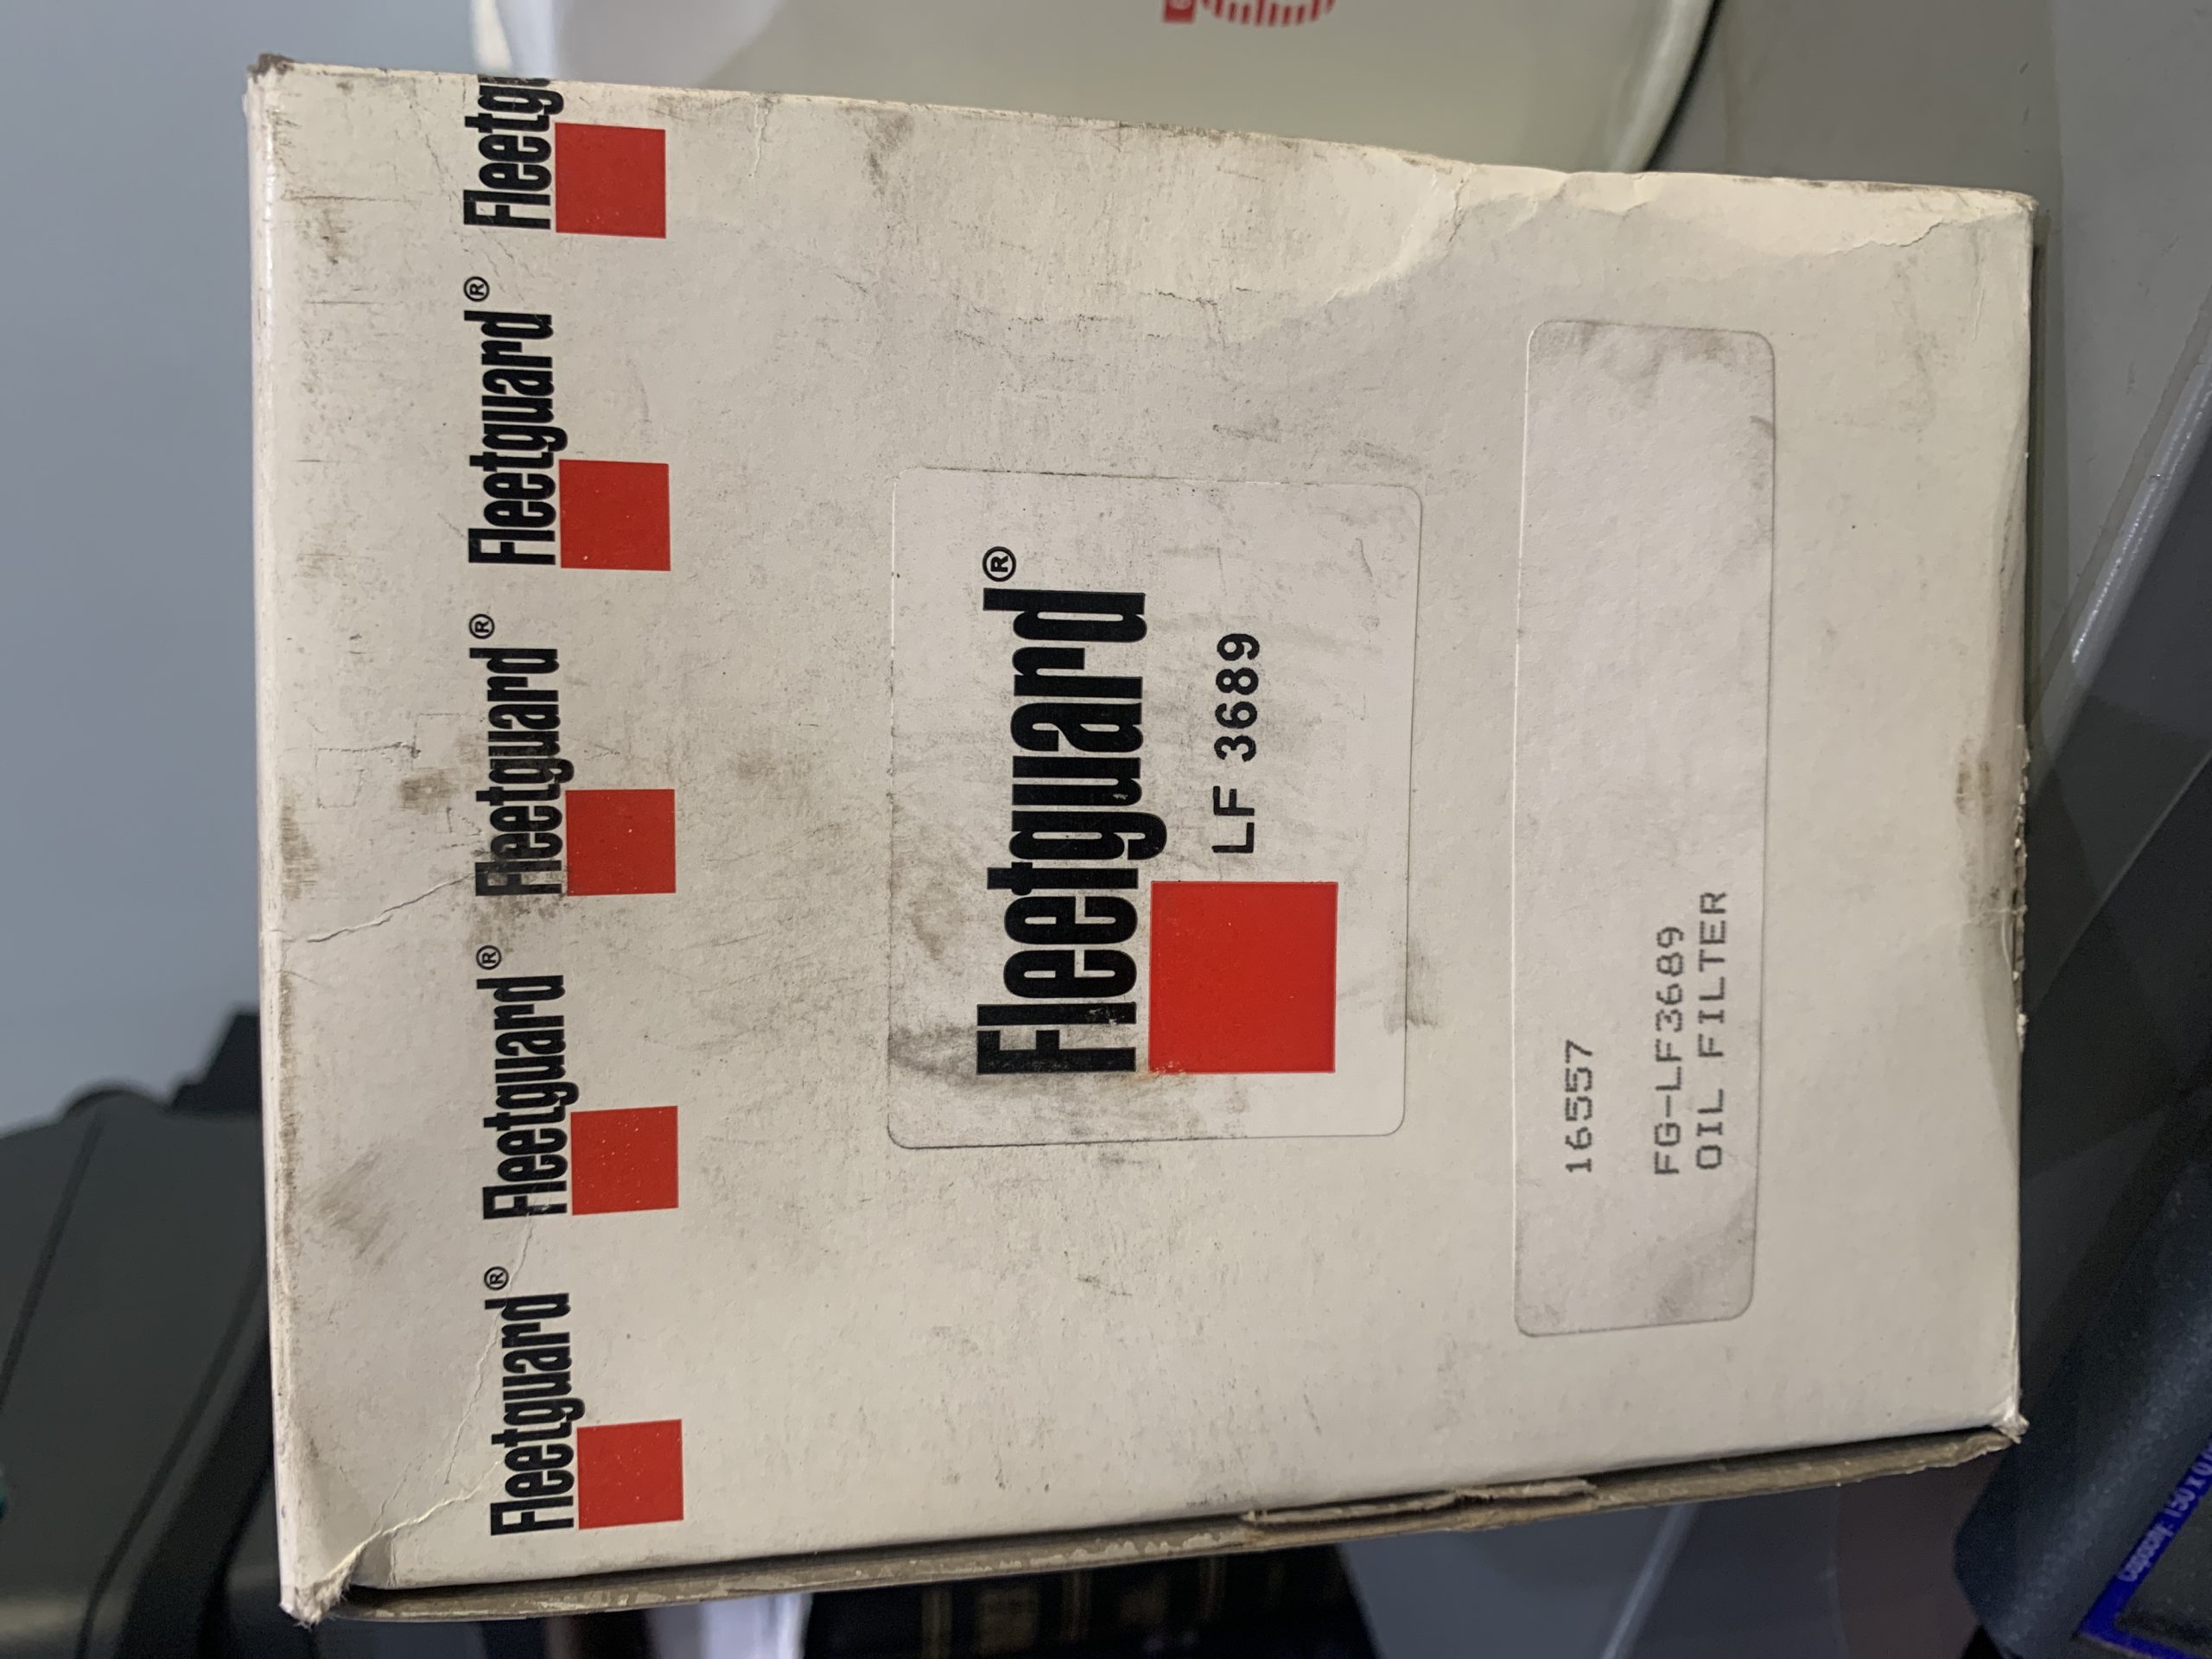 Fleetguard®
Fleetguard®
Fleetguard®
Fleetguard®
Fleetg
Fleetguard®
LF 3689
16557
FG-LF3689
OIL FILTER